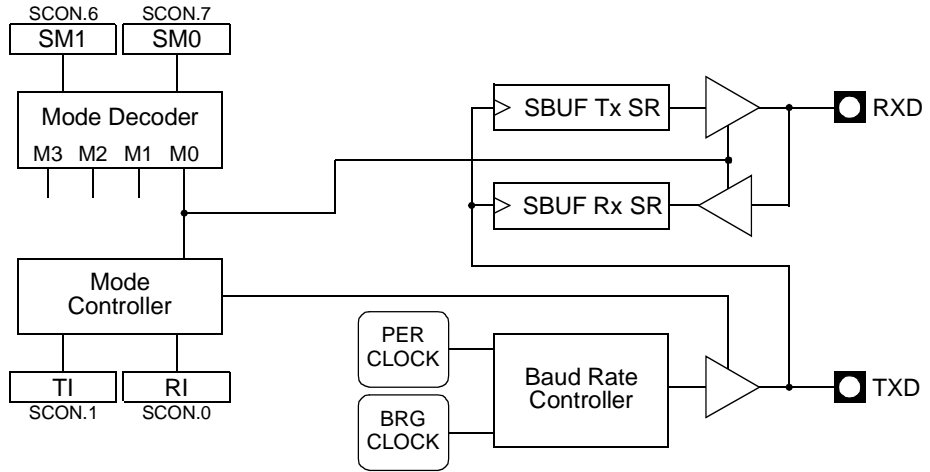 SCON.6 SCON.7
SM1 SM0
Mode Decoder
M3 M2 M1 M0
SBUF Tx SR
RXD
SBUF Rx SR
Mode
Controller
TI RI
SCON.1 SCON.0
PER
CLOCK
BRG
CLOCK
Baud Rate
Controller
TXD